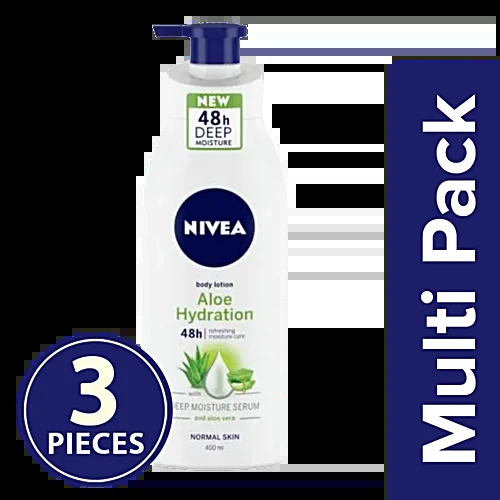 NEW
48h
DEEP
MOISTURE
NIVEA
body lotion
Aloe
Hydration
48h refreshing
moisture care
with
DEEP MOISTURE SERUM
and aloe vera
NORMAL SKIN
400 ml
3
PIECES
Multi Pack